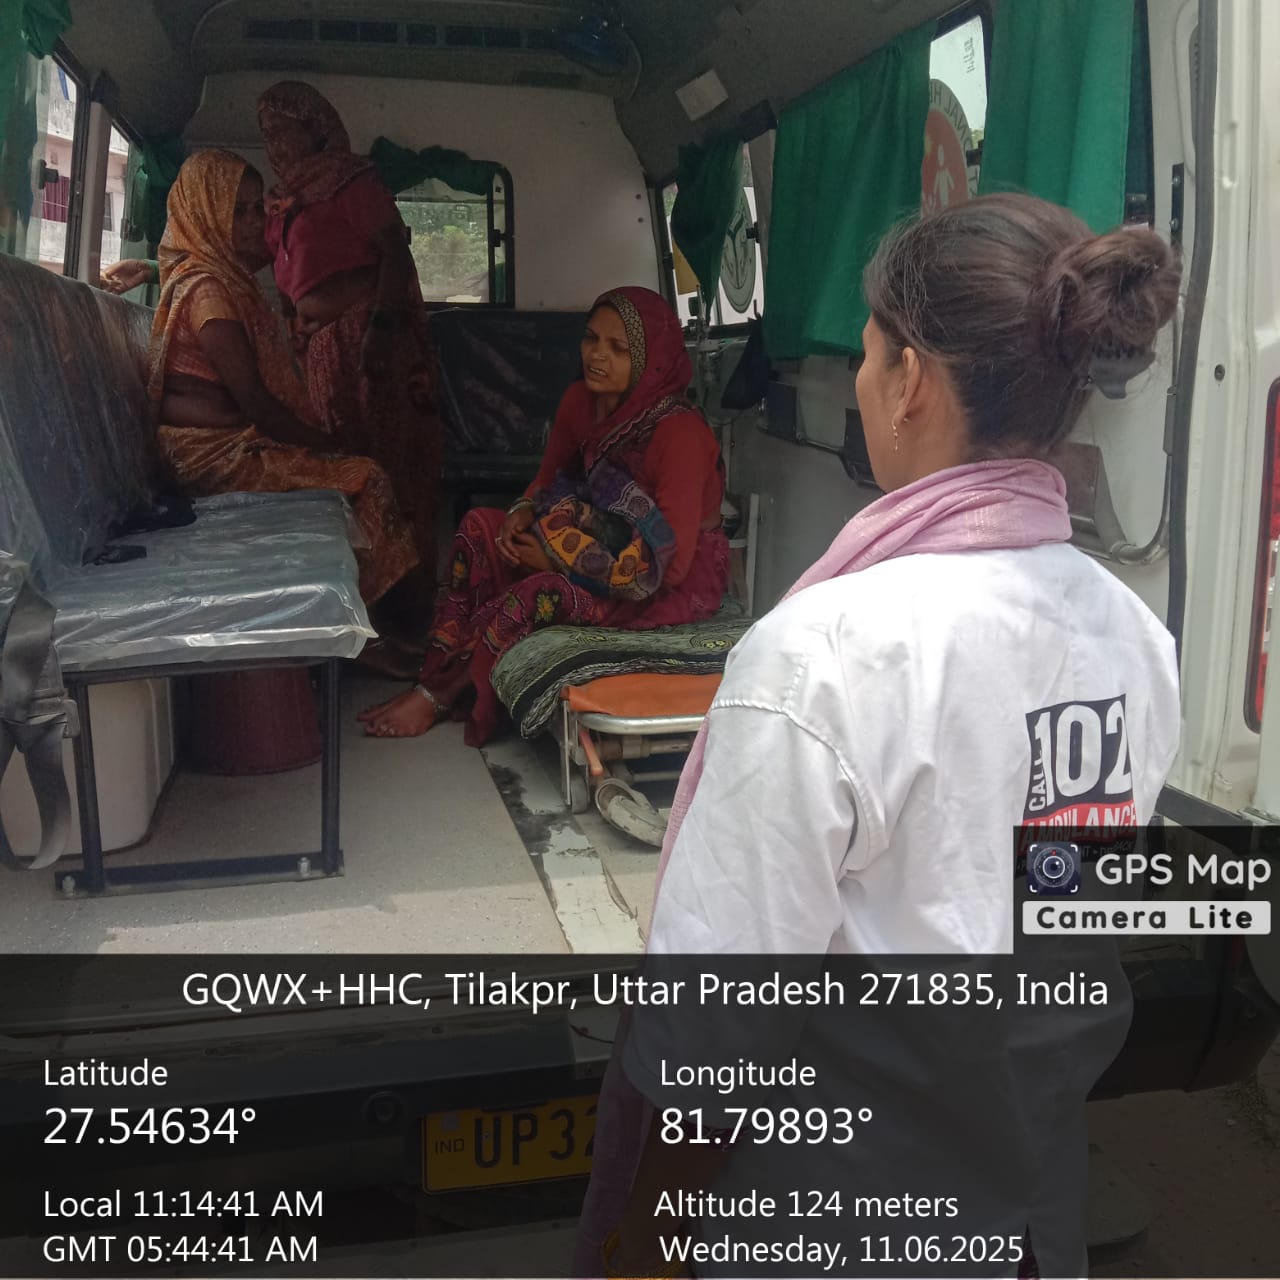 CALL
102
AMBULANCE
GPS Map
Camera Lite
GQWX+HHC, Tilakpr, Uttar Pradesh 271835, India
Latitude
27.54634°
Longitude
81.79893°
IND UP 32
Local 11:14:41 AM
GMT 05:44:41 AM
Altitude 124 meters
Wednesday, 11.06.2025